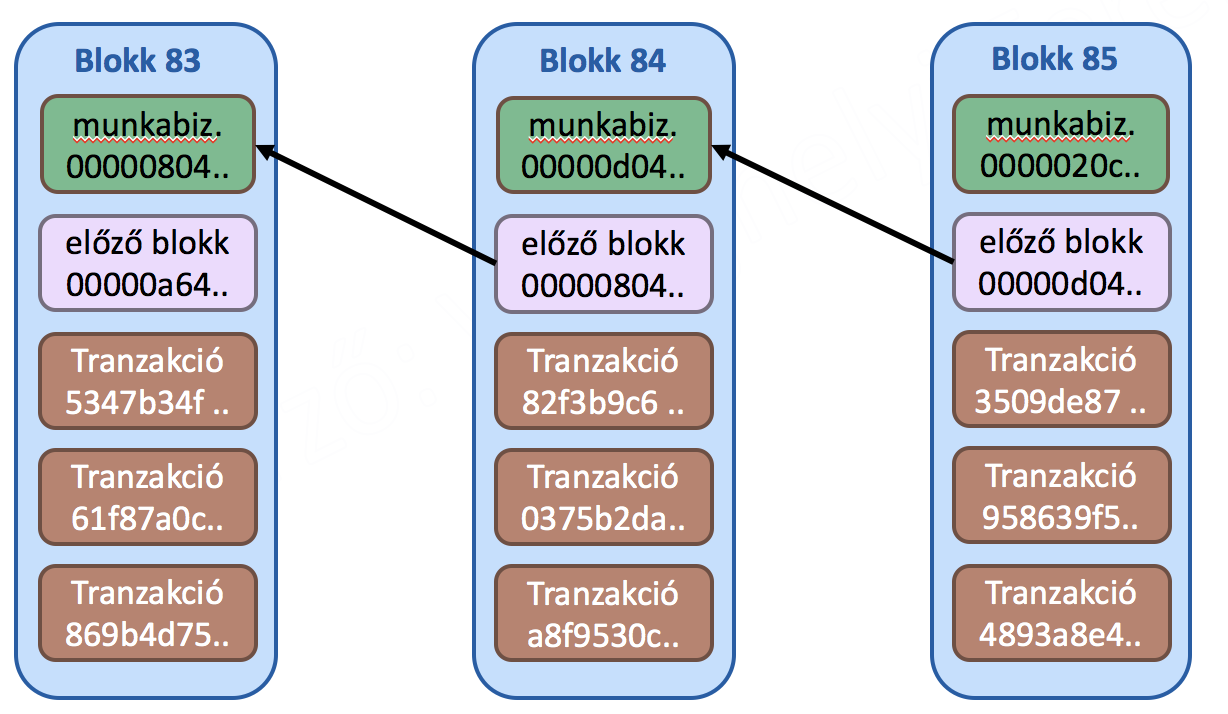 Blokk 83
munkabiz.
00000804..
előző blokk
00000a64..
Tranzakció
5347b34f ..
Tranzakció
61f87a0c..
Tranzakció
869b4d75..
Blokk 84
munkabiz.
00000d04..
előző blokk
00000804..
Tranzakció
82f3b9c6 ..
Tranzakció
0375b2da..
Tranzakció
a8f9530c..
Blokk 85
munkabiz.
0000020c..
előző blokk
00000d04..
Tranzakció
3509de87 ..
Tranzakció
958639f5..
Tranzakció
4893a8e4..